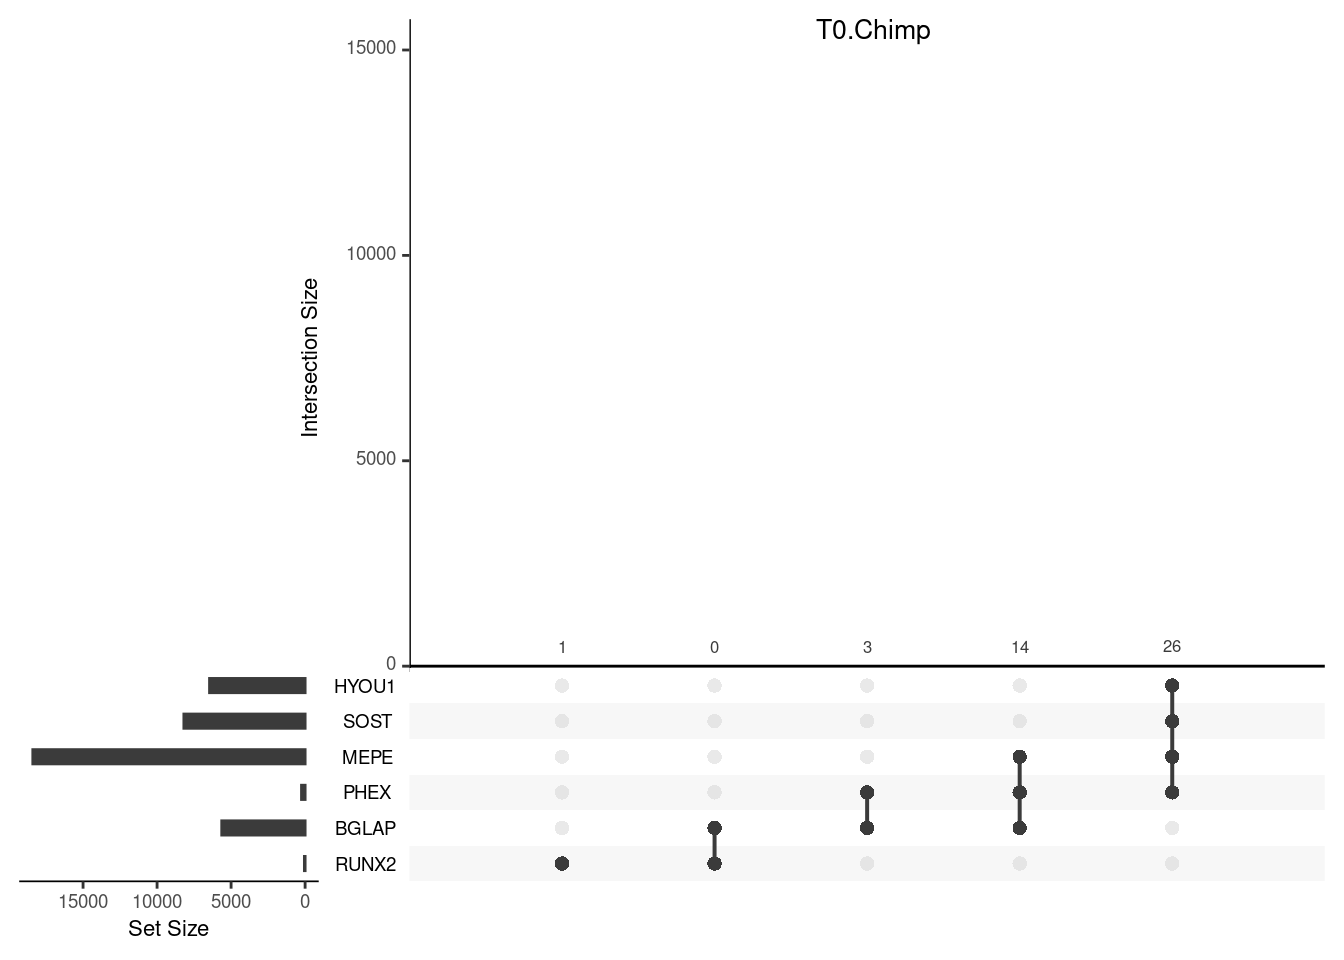 T0.Chimp
15000
10000
5000
0
Intersection Size
1 0 3 14 26
HYOU1
SOST
MEPE
PHEX
BGLAP
RUNX2
15000 10000 5000 0
Set Size